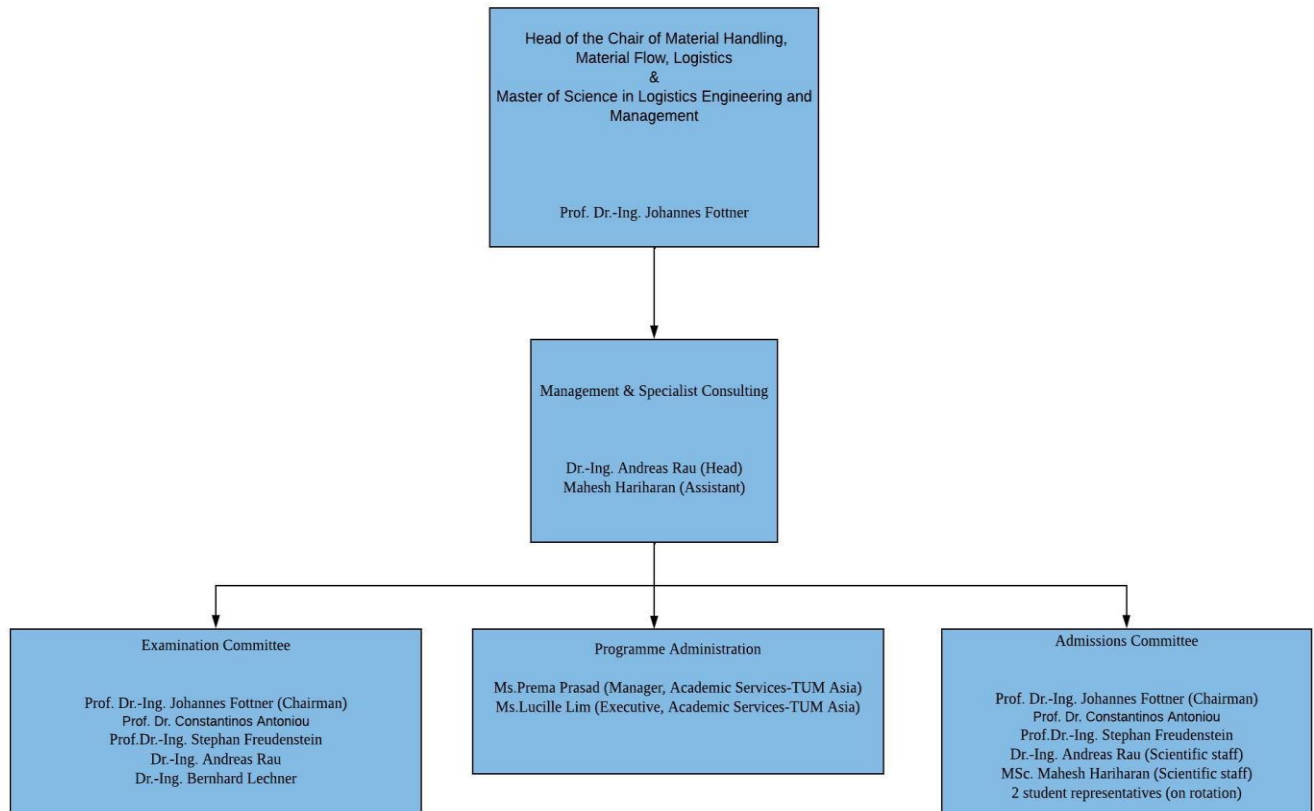 Head of the Chair of Material Handling,
Material Flow, Logistics
&
Master of Science in Logistics Engineering and
Management
Prof. Dr.-Ing. Johannes Fottner
Management & Specialist Consulting
Dr.-Ing. Andreas Rau (Head)
Mahesh Hariharan (Assistant)
Examination Committee
Prof. Dr.-Ing. Johannes Fottner (Chairman)
Prof. Dr. Constantinos Antoniou
Prof.Dr.-Ing. Stephan Freudenstein
Dr.-Ing. Andreas Rau
Dr.-Ing. Bernhard Lechner
Programme Administration
Ms.Prema Prasad (Manager, Academic Services-TUM Asia)
Ms.Lucille Lim (Executive, Academic Services-TUM Asia)
Admissions Committee
Prof. Dr.-Ing. Johannes Fottner (Chairman)
Prof. Dr. Constantinos Antoniou
Prof.Dr.-Ing. Stephan Freudenstein
Dr.-Ing. Andreas Rau (Scientific staff)
MSc. Mahesh Hariharan (Scientific staff)
2 student representatives (on rotation)